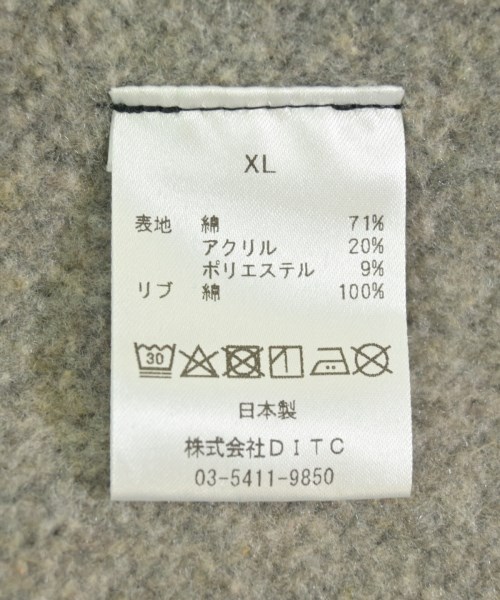 XL
表地 綿 71%
アクリル 20%
ポリエステル 9%
リブ 綿 100%
30
日本製
株式会社DITC
03-5411-9850